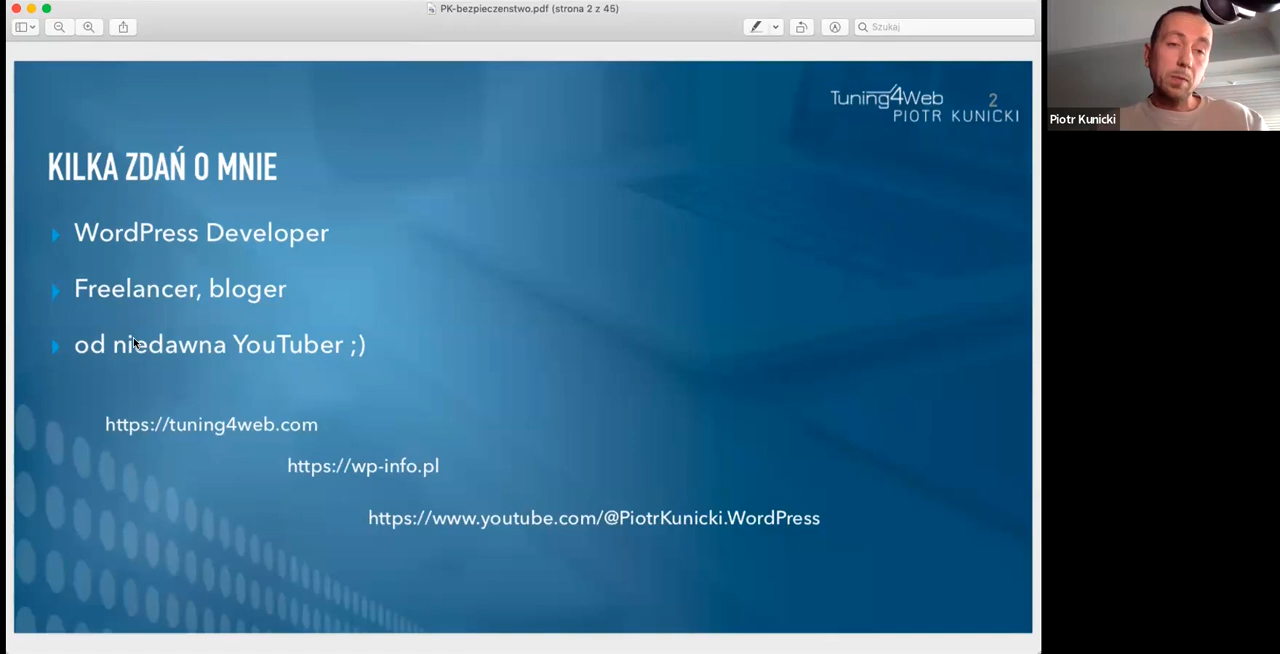 PK-bezpieczenstwo.pdf (strona 2 z 45)
Szukaj
Tuning4Web
2
PIOTR KUNICKI
KILKA ZDAŃ O MNIE
WordPress Developer
Freelancer, bloger
od niedawna YouTuber ;)
https://tuning4web.com
https://wp-info.pl
https://www.youtube.com/@PiotrKunicki.WordPress
Piotr Kunicki